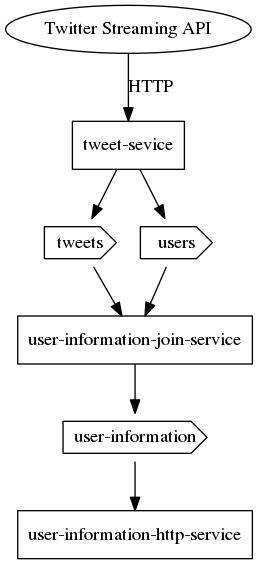 Twitter Streaming API
HTTP
tweet-sevice
tweets
users
user-information-join-service
user-information
user-information-http-service